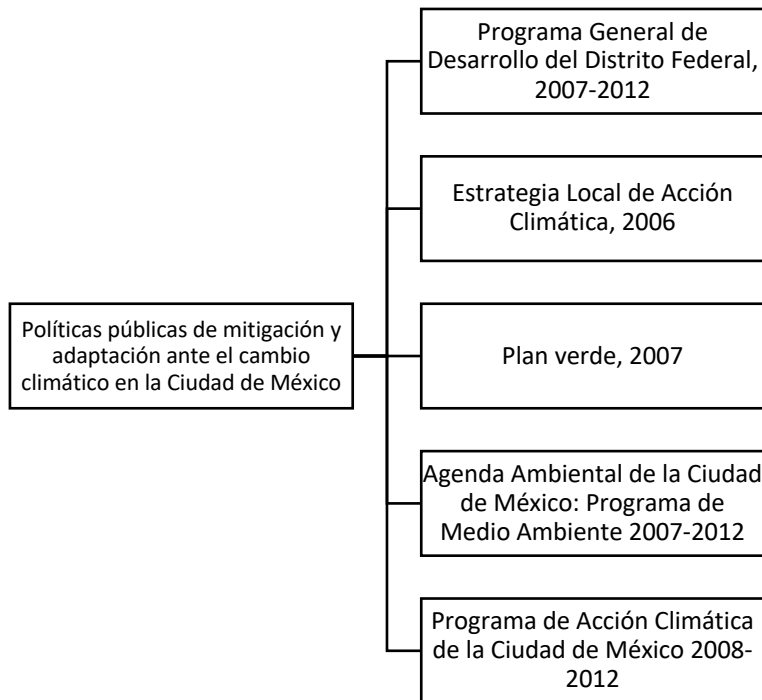 Programa General de
Desarrollo del Distrito Federal,
2007-2012
Estrategia Local de Acción
Climática, 2006
Políticas públicas de mitigación y
adaptación ante el cambio
climático en la Ciudad de México
Plan verde, 2007
Agenda Ambiental de la Ciudad
de México: Programa de
Medio Ambiente 2007-2012
Programa de Acción Climática
de la Ciudad de México 2008-
2012